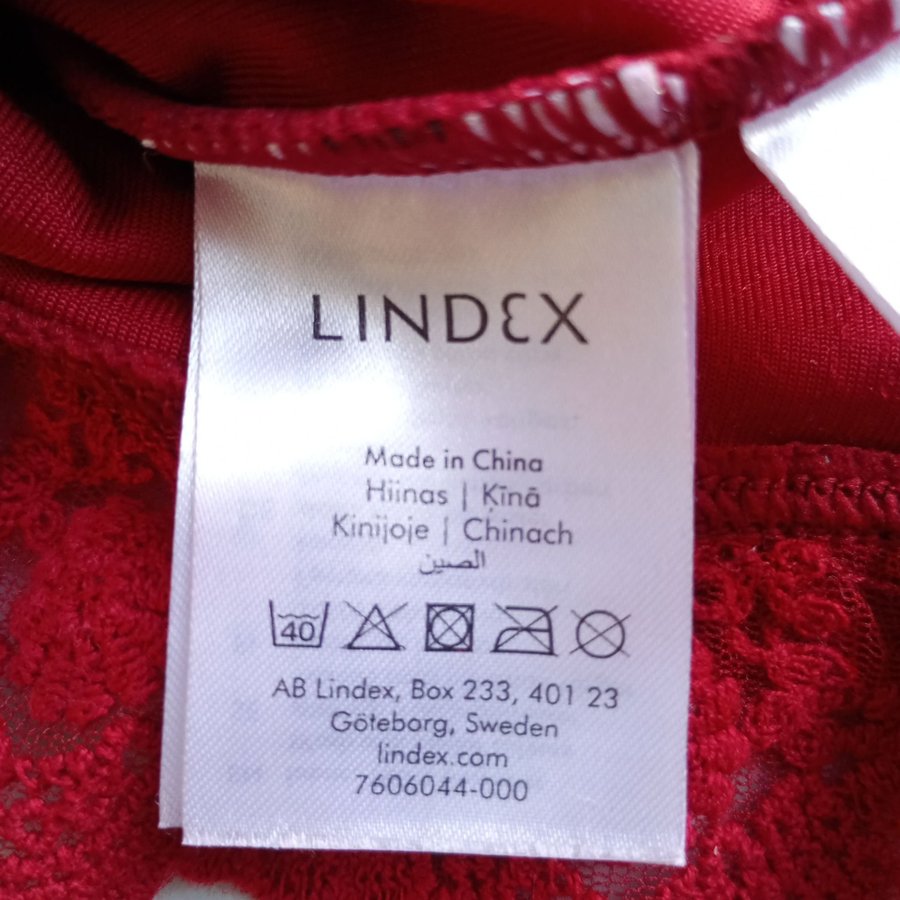 LINDEX
Made in China
Hiinas | Ķīnā
Kinijoje | Chinach
الصين
40
AB Lindex, Box 233, 401 23
Göteborg, Sweden
lindex.com
7606044-000